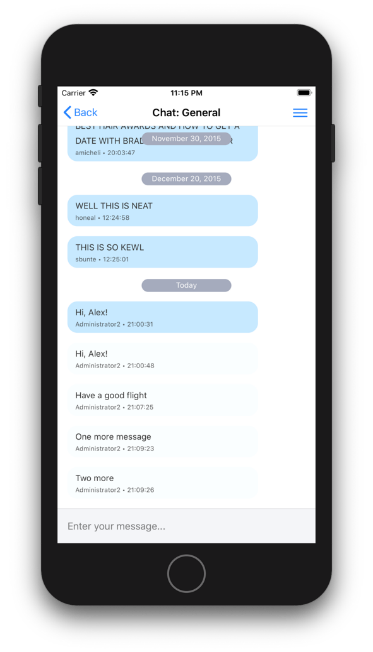 Carrier 11:15 PM
Back Chat: General
BEST HAIR AWARDS AND HOW TO GET A
DATE WITH BRAD R
November 30, 2015
amicheli • 20:03:47
December 20, 2015
WELL THIS IS NEAT
honeal • 12:24:58
THIS IS SO KEWL
sbunte • 12:25:01
Today
Hi, Alex!
Administrator2 • 21:00:31
Hi, Alex!
Administrator2 • 21:00:48
Have a good flight
Administrator2 • 21:07:25
One more message
Administrator2 • 21:09:23
Two more
Administrator2 • 21:09:26
Enter your message...